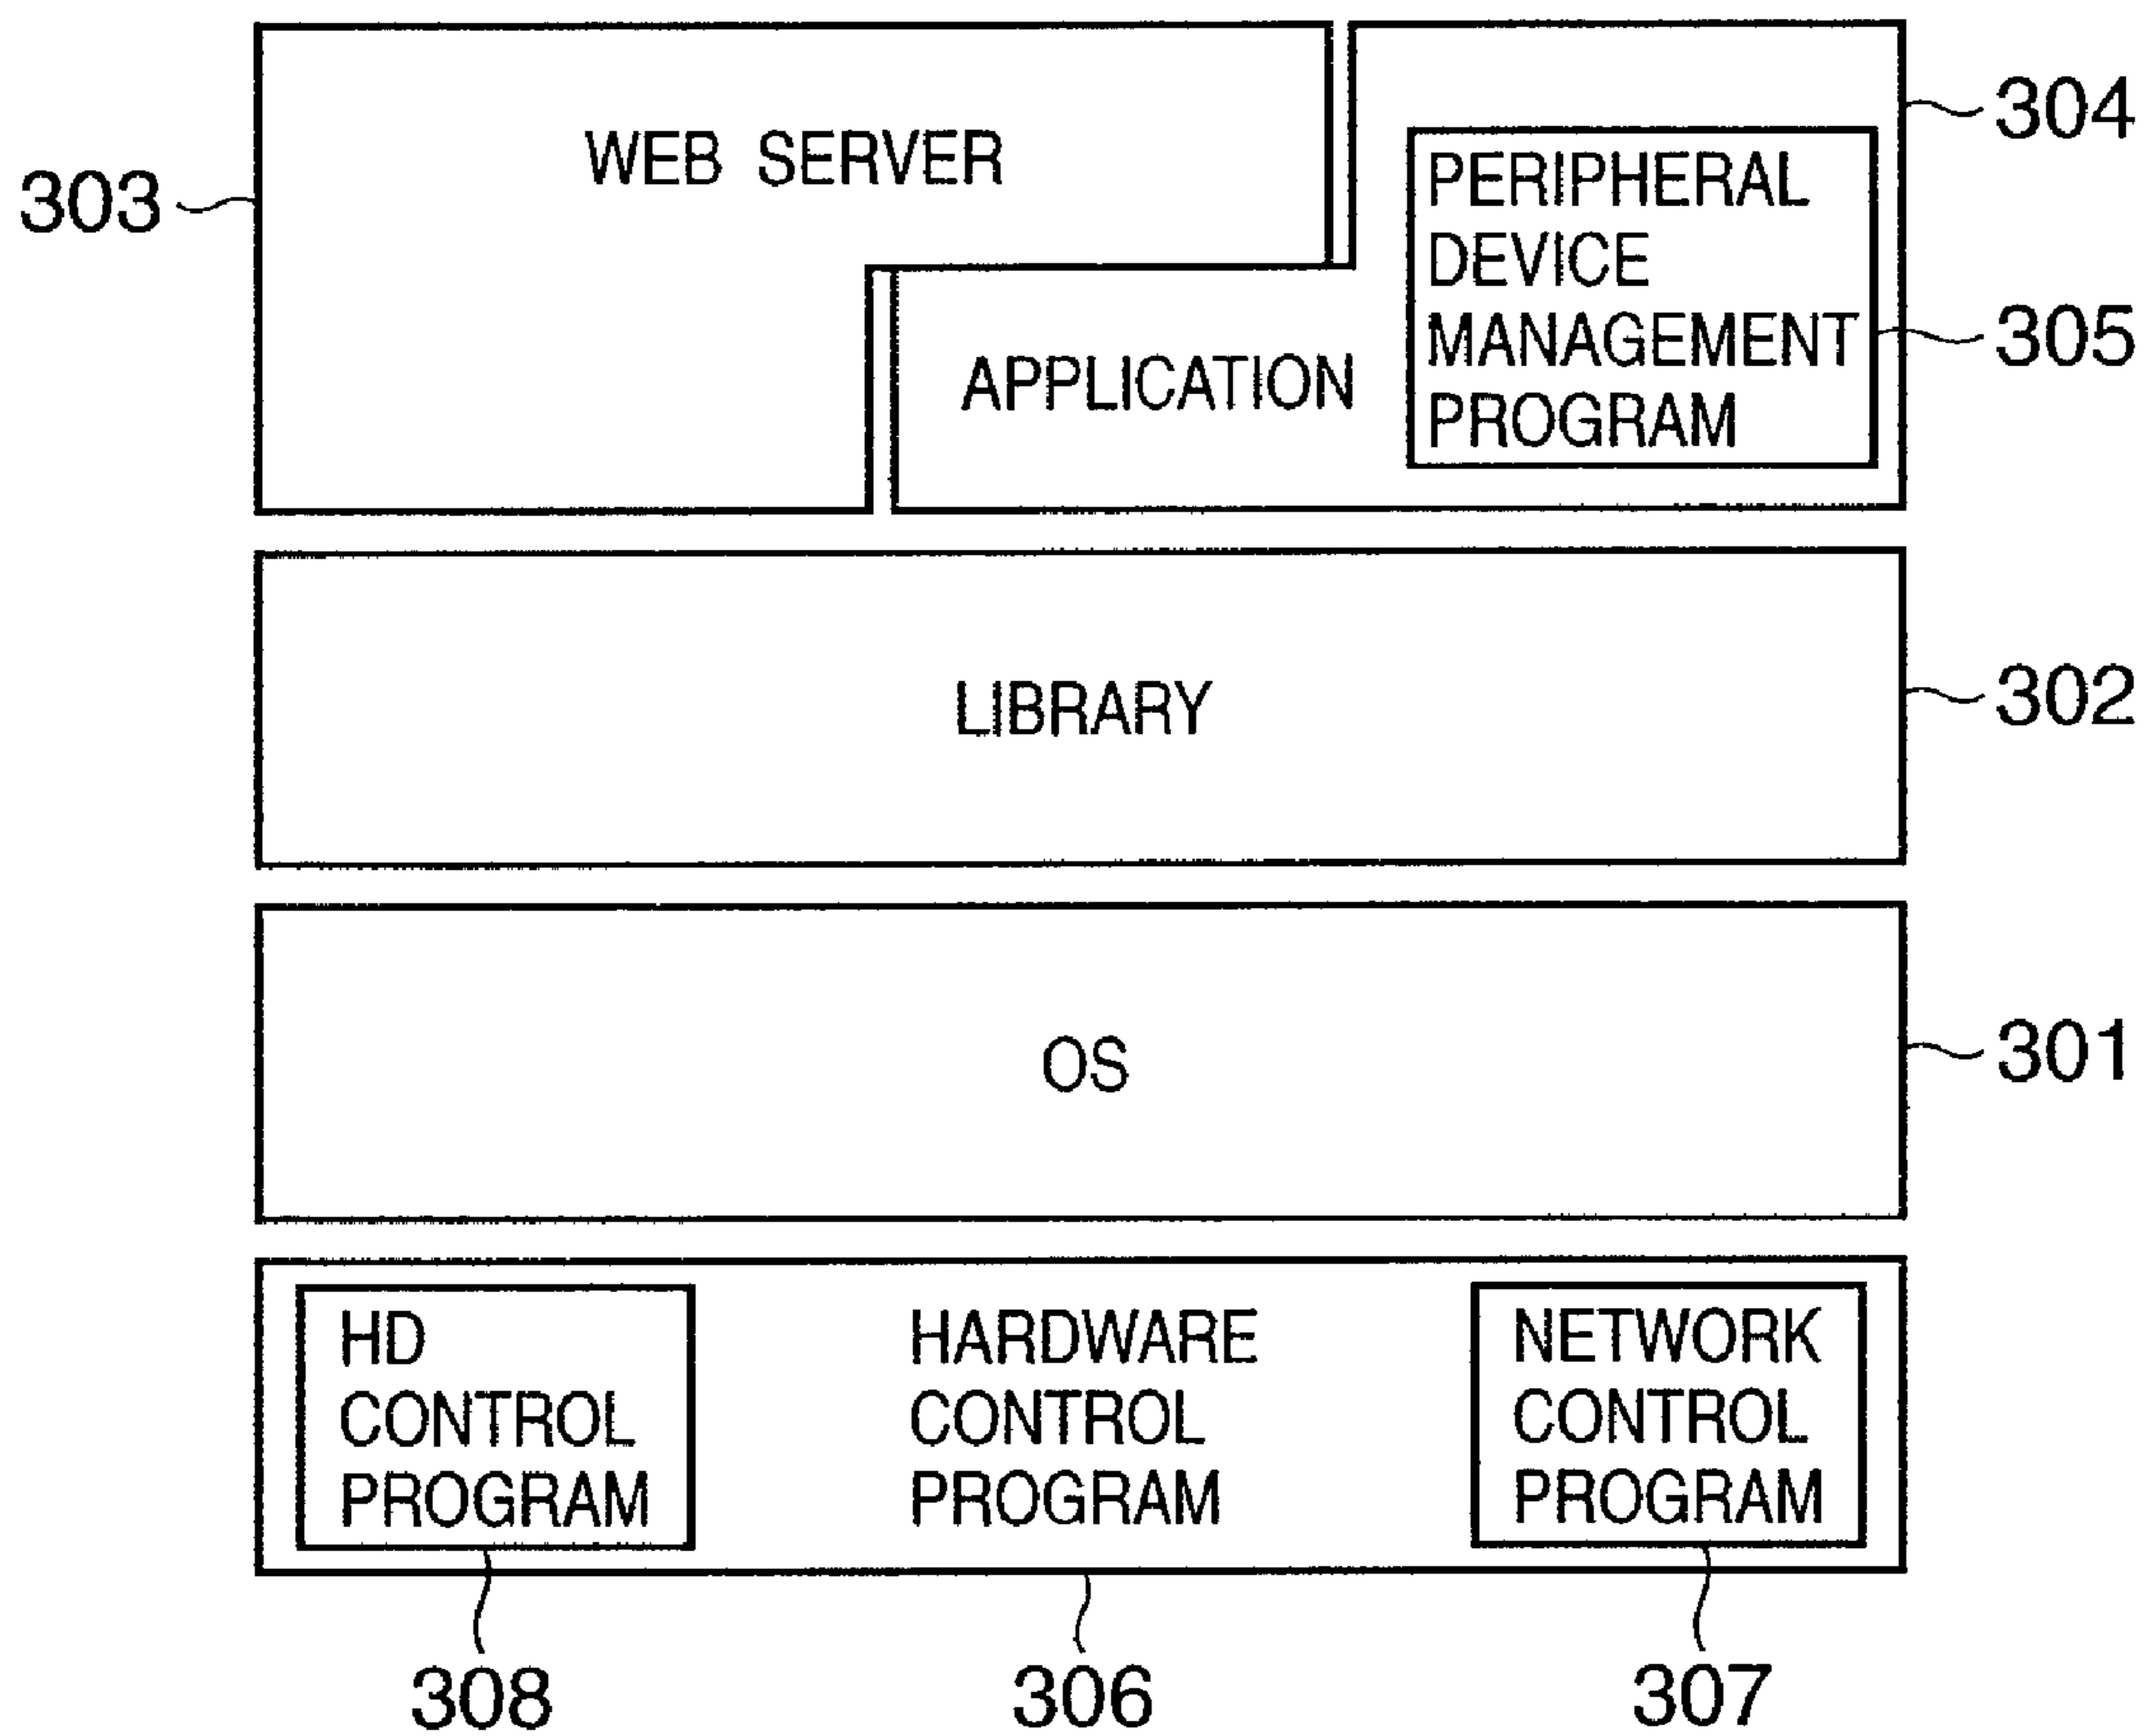 WEB SERVER
304
303
PERIPHERAL
DEVICE
MANAGEMENT
PROGRAM
305
APPLICATION
LIBRARY
302
OS
301
HD
CONTROL
PROGRAM
HARDWARE
CONTROL
PROGRAM
NETWORK
CONTROL
PROGRAM
308
306
307